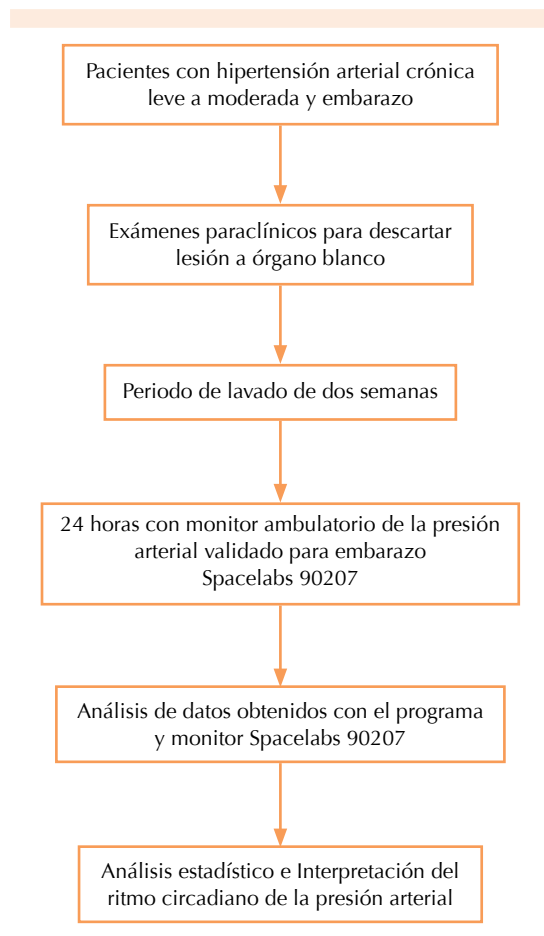 Pacientes con hipertensión arterial crónica
leve a moderada y embarazo
Exámenes paraclínicos para descartar
lesión a órgano blanco
Periodo de lavado de dos semanas
24 horas con monitor ambulatorio de la presión
arterial validado para embarazo
Spacelabs 90207
Análisis de datos obtenidos con el programa
y monitor Spacelabs 90207
Análisis estadístico e Interpretación del
ritmo circadiano de la presión arterial